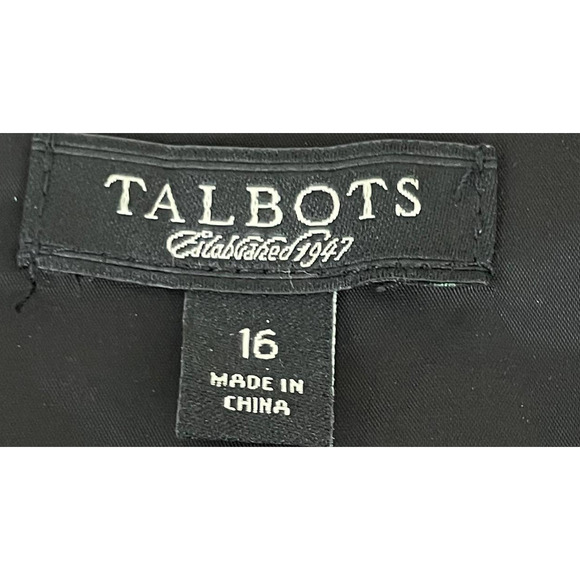 TALBOTS
Established 1947
16
MADE IN
CHINA